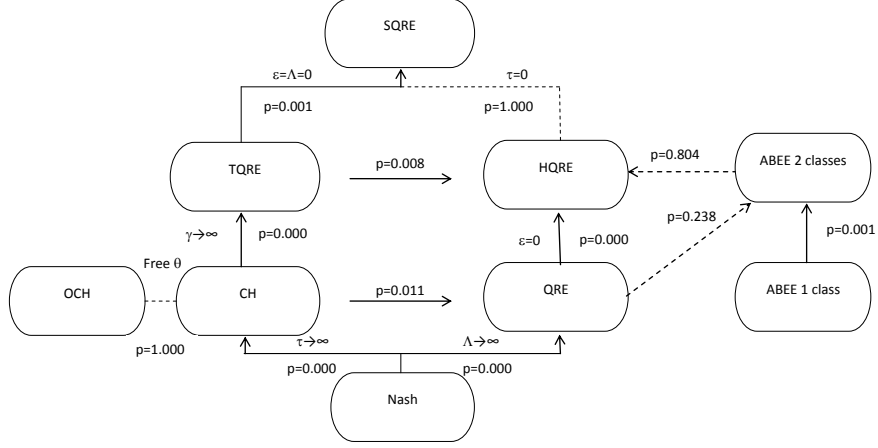 SQRE
ε=Λ=0
τ=0
p=0.001
p=1.000
TQRE
p=0.008
HQRE
p=0.804
ABEE 2 classes
γ→∞
p=0.000
ε=0
p=0.000
p=0.238
p=0.001
Free θ
OCH
CH
p=0.011
QRE
ABEE 1 class
p=1.000
τ→∞
Λ→∞
p=0.000
p=0.000
Nash